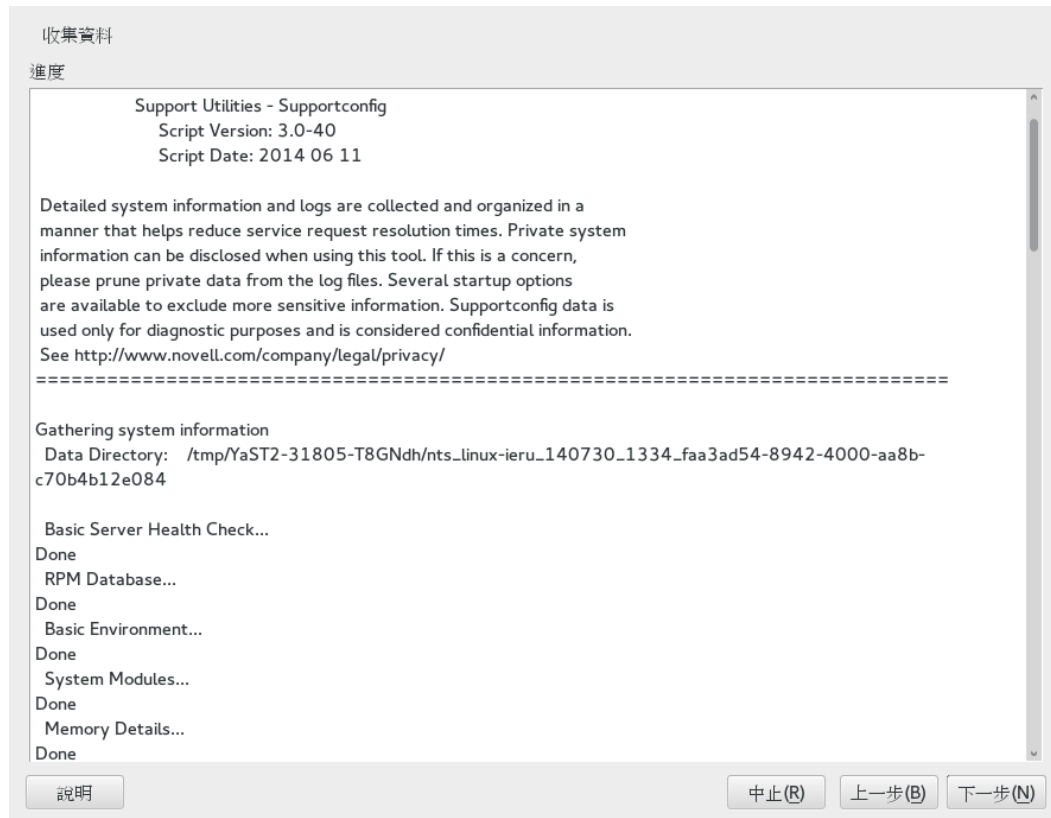 收集資料
進度
Support Utilities - Supportconfig
Script Version: 3.0-40
Script Date: 2014 06 11
Detailed system information and logs are collected and organized in a
manner that helps reduce service request resolution times. Private system
information can be disclosed when using this tool. If this is a concern,
please prune private data from the log files. Several startup options
are available to exclude more sensitive information. Supportconfig data is
used only for diagnostic purposes and is considered confidential information.
See http://www.novell.com/company/legal/privacy/
=============================================================================
Gathering system information
Data Directory: /tmp/YaST2-31805-T8GNdh/nts_linux-ieru_140730_1334_faa3ad54-8942-4000-aa8b-
c70b4b12e084
Basic Server Health Check...
Done
RPM Database...
Done
Basic Environment...
Done
System Modules...
Done
Memory Details...
Done
說明 中止(R) 上一步(B) 下一步(N)